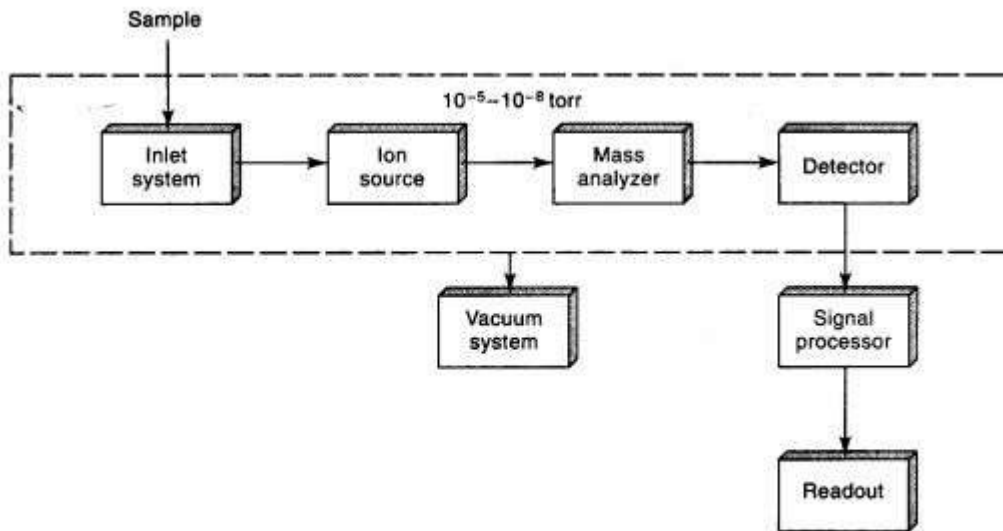 Sample
10⁻⁵–10⁻⁸ torr
Inlet
system
Ion
source
Mass
analyzer
Detector
Vacuum
system
Signal
processor
Readout